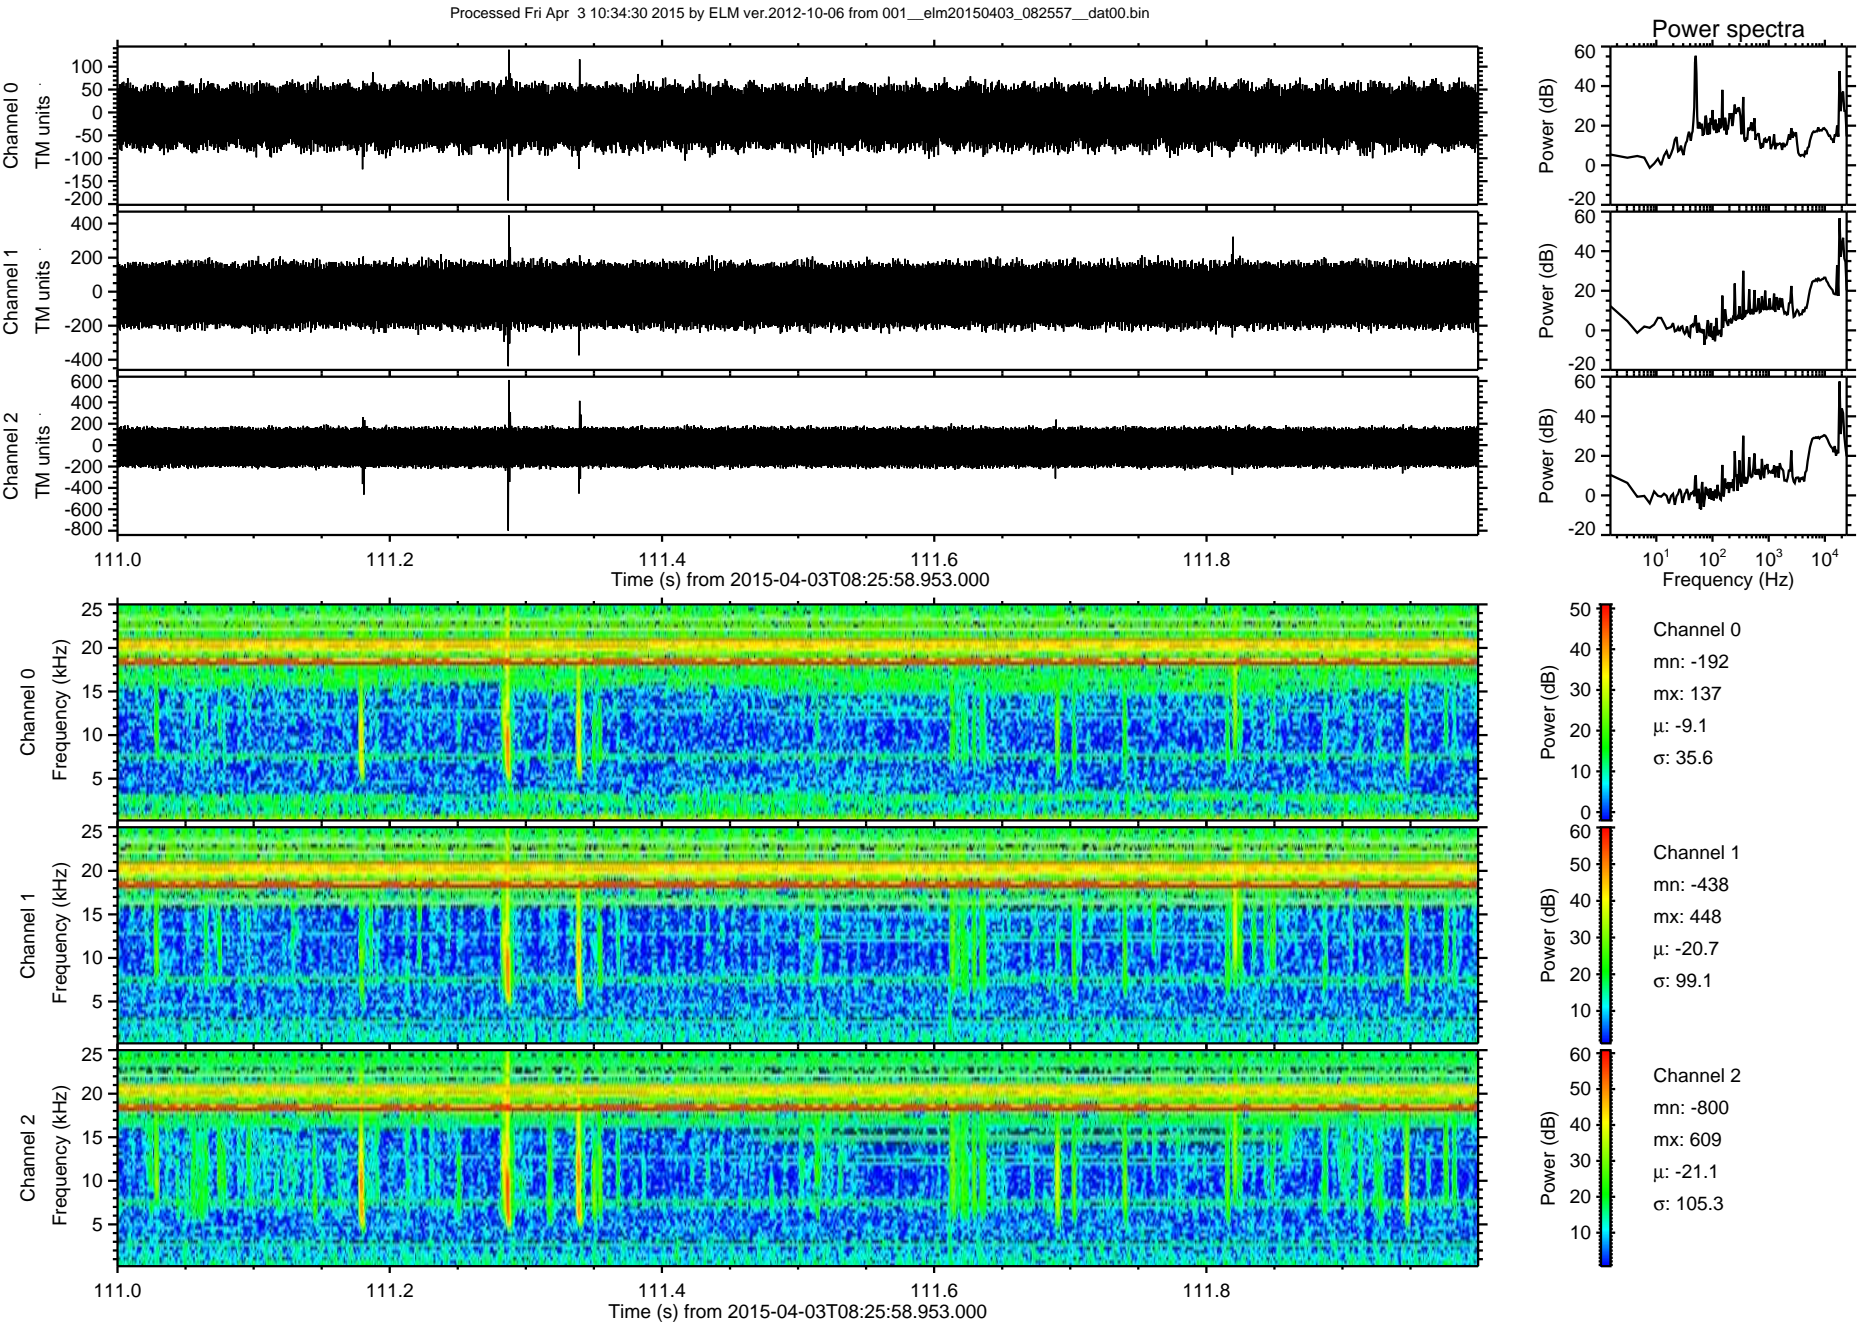 Processed Fri Apr  3 10:34:30 2015 by ELM ver.2012-10-06 from 001__elm20150403_082557__dat00.bin
Power spectra
Channel 0
TM units
100
50
0
-50
-100
-150
-200
Power (dB)
60
40
20
0
-20
Channel 1
TM units
400
200
0
-200
-400
Power (dB)
60
40
20
0
-20
Channel 2
TM units
600
400
200
0
-200
-400
-600
-800
Power (dB)
60
40
20
0
-20
111.0 111.2 111.4 111.6 111.8
Time (s) from 2015-04-03T08:25:58.953.000
10¹ 10² 10³ 10⁴
Frequency (Hz)
Channel 0
Frequency (kHz)
25
20
15
10
5
Power (dB)
50
40
30
20
10
0
Channel 0
mn: -192
mx: 137
μ: -9.1
σ: 35.6
Channel 1
Frequency (kHz)
25
20
15
10
5
Power (dB)
60
50
40
30
20
10
Channel 1
mn: -438
mx: 448
μ: -20.7
σ: 99.1
Channel 2
Frequency (kHz)
25
20
15
10
5
Power (dB)
60
50
40
30
20
10
Channel 2
mn: -800
mx: 609
μ: -21.1
σ: 105.3
111.0 111.2 111.4 111.6 111.8
Time (s) from 2015-04-03T08:25:58.953.000